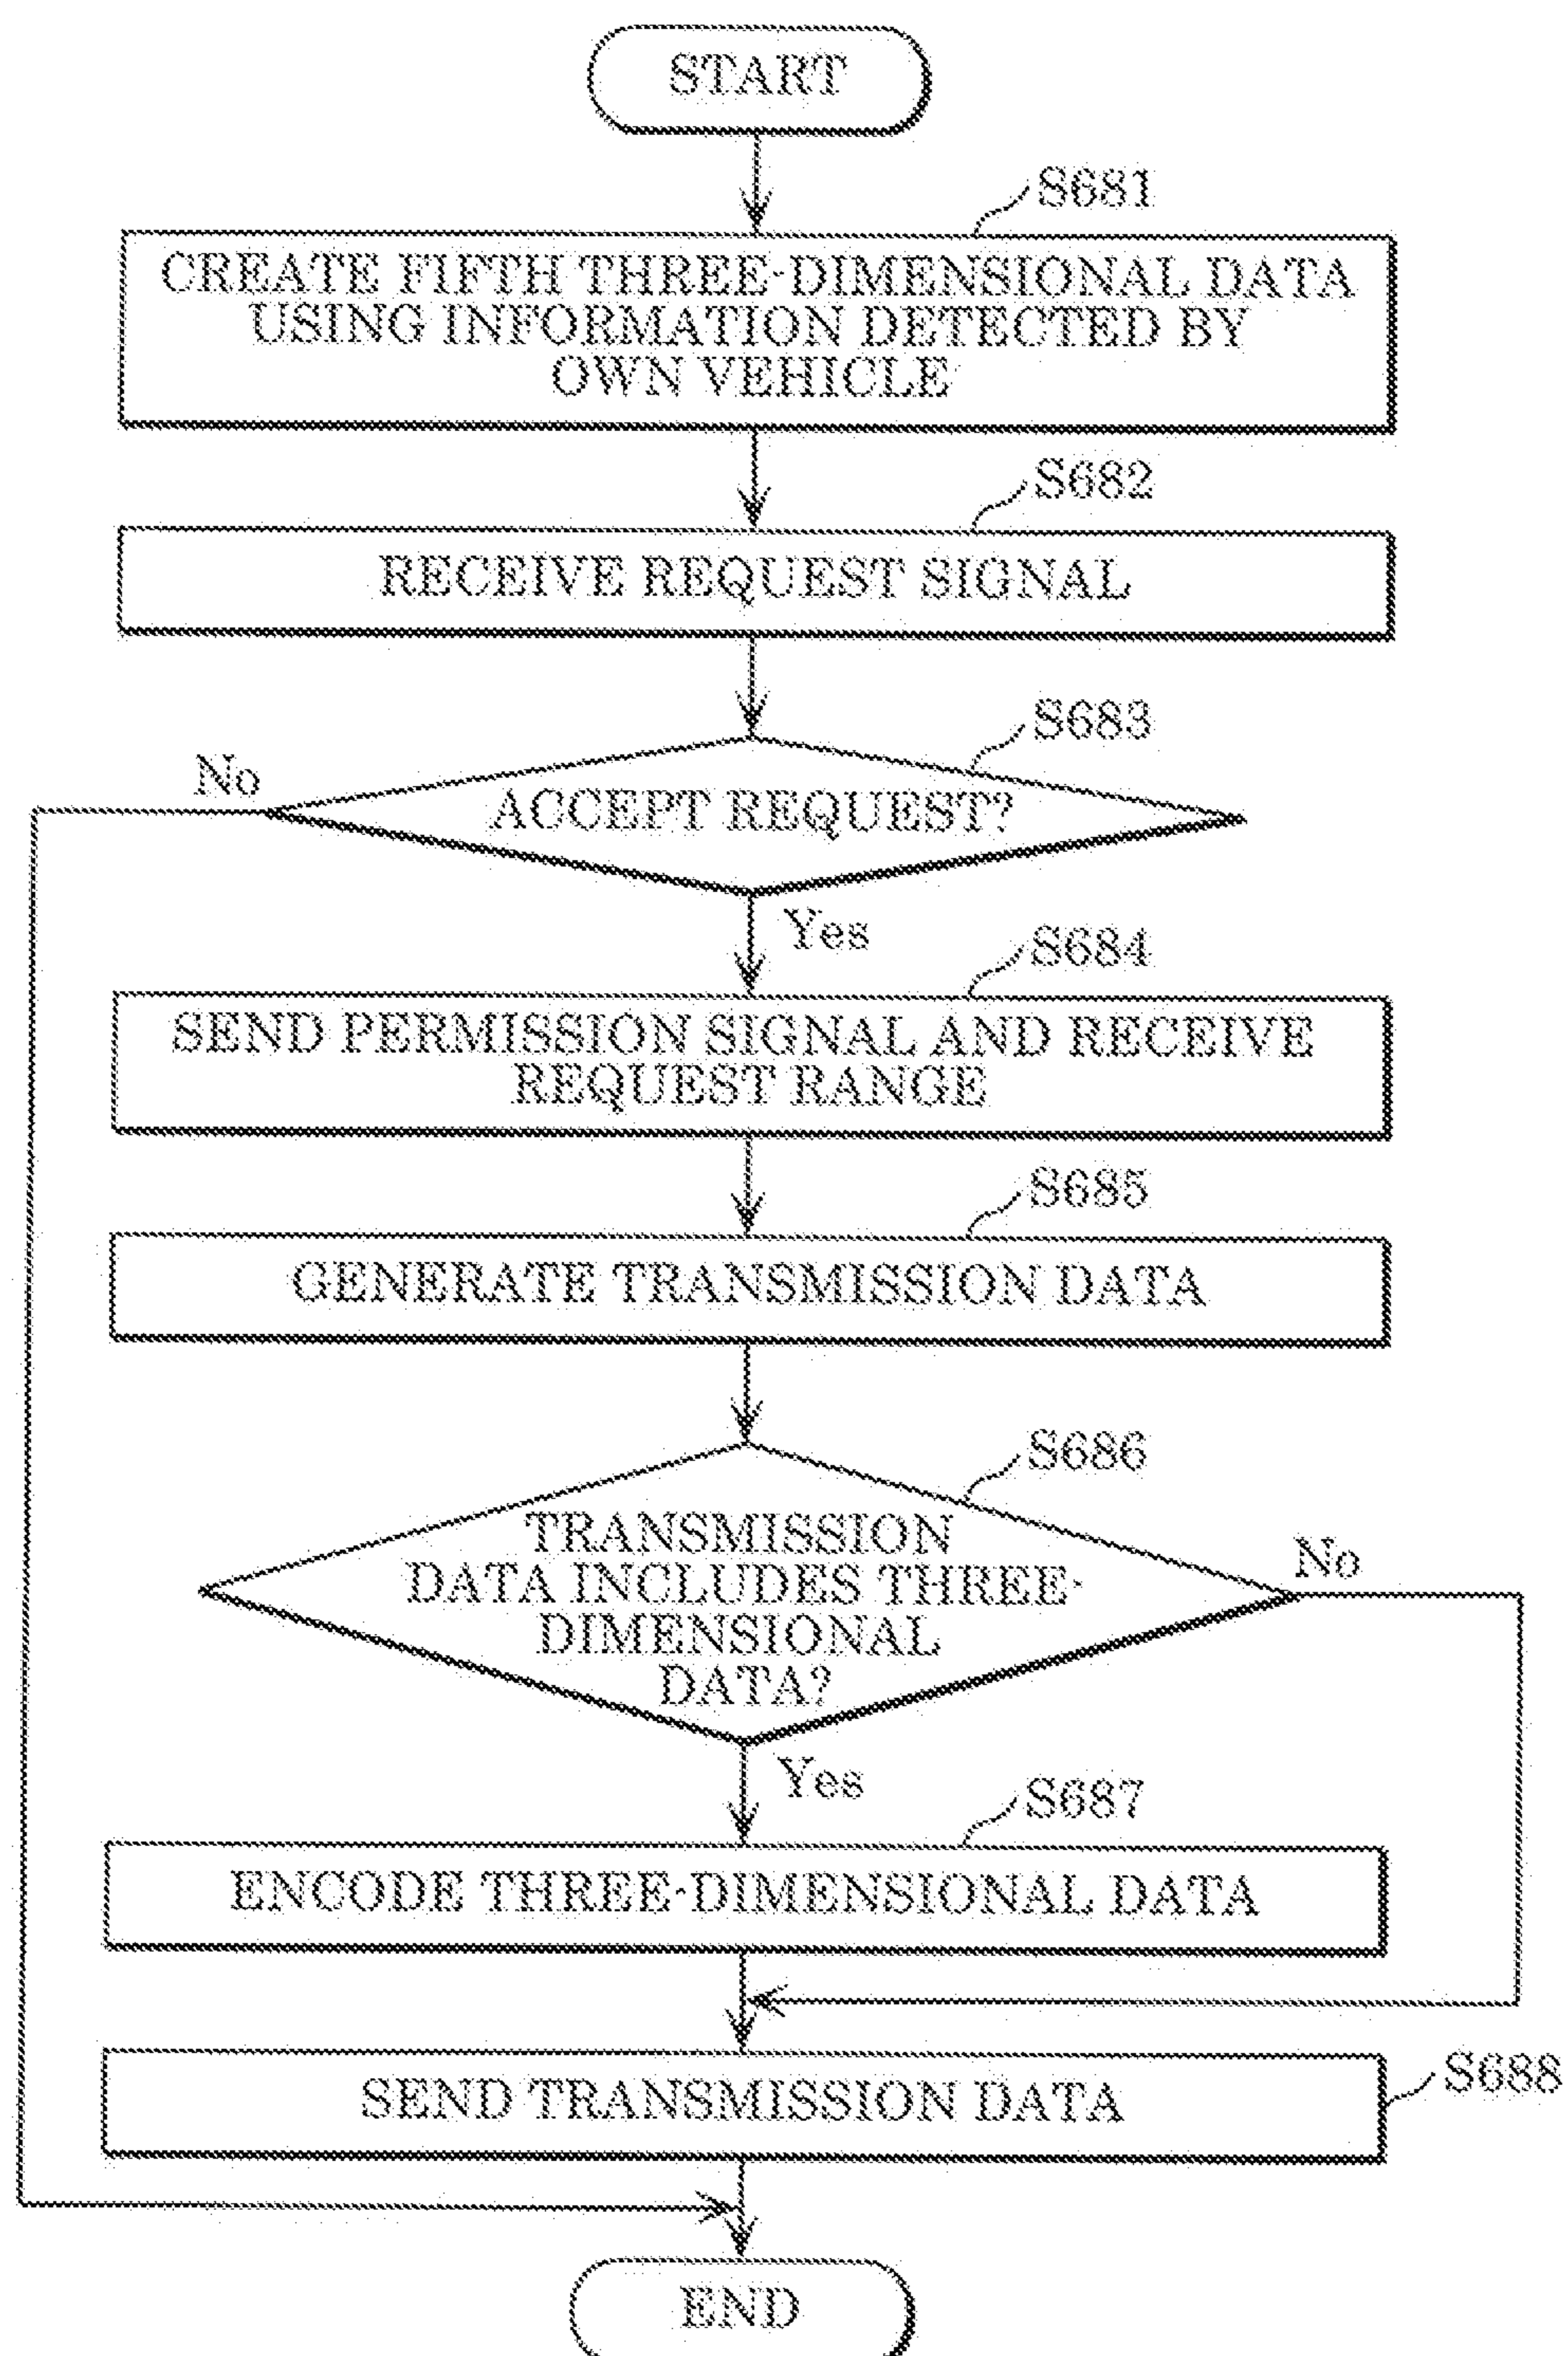 START
S681
CREATE FIFTH THREE-DIMENSIONAL DATA
USING INFORMATION DETECTED BY
OWN VEHICLE
S682
RECEIVE REQUEST SIGNAL
S683
No
ACCEPT REQUEST?
Yes
S684
SEND PERMISSION SIGNAL AND RECEIVE
REQUEST RANGE
S685
GENERATE TRANSMISSION DATA
S686
TRANSMISSION
DATA INCLUDES THREE-
DIMENSIONAL
DATA?
No
Yes
S687
ENCODE THREE-DIMENSIONAL DATA
SEND TRANSMISSION DATA
S688
END